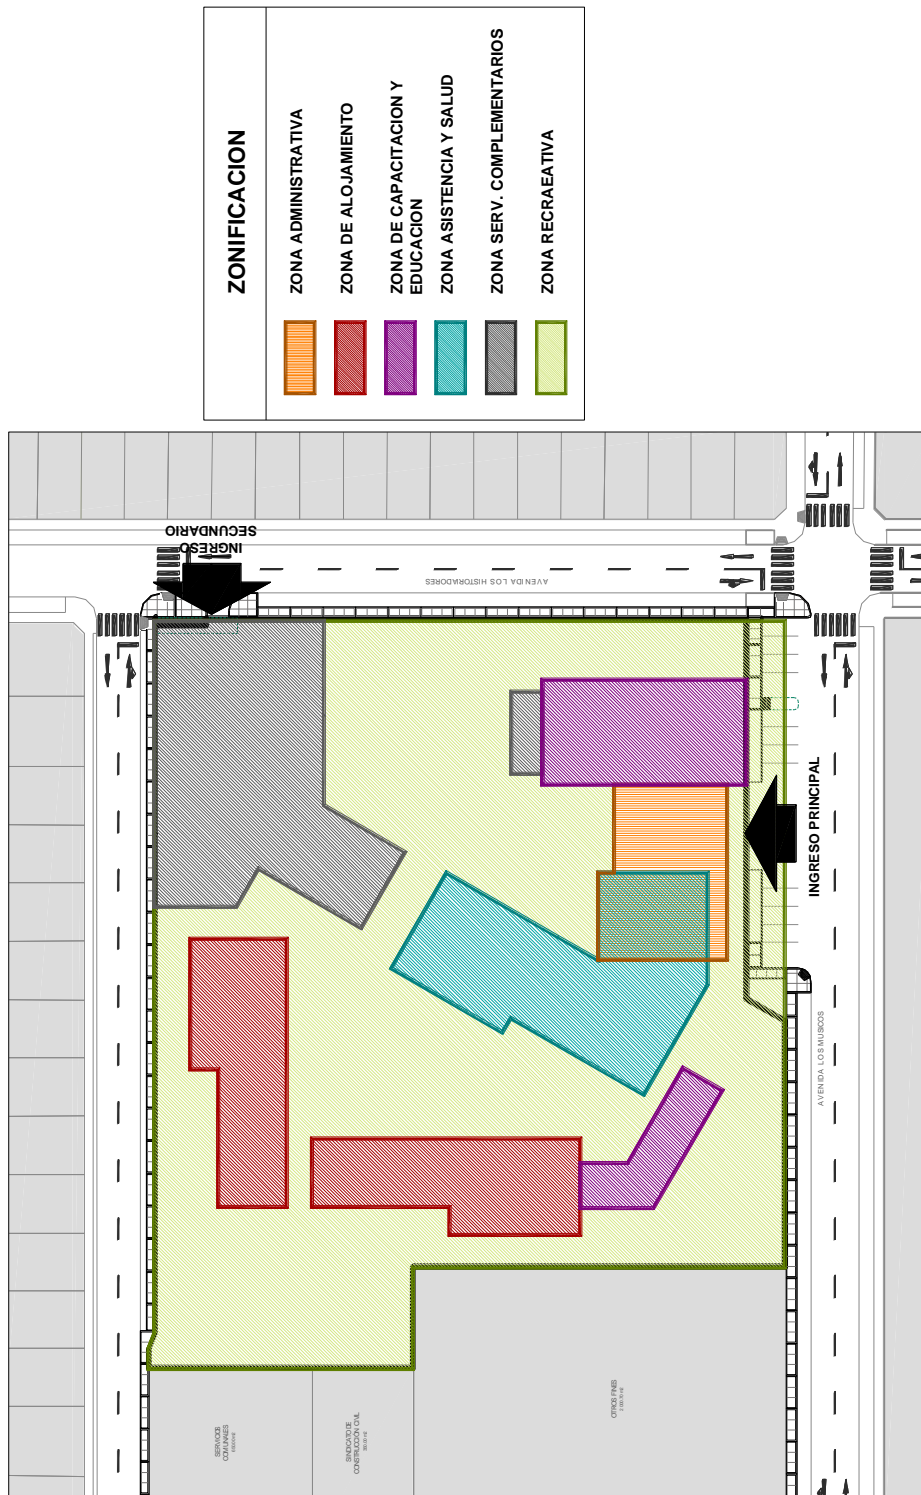 ZONIFICACION
ZONA ADMINISTRATIVA
ZONA DE ALOJAMIENTO
ZONA DE CAPACITACION Y
EDUCACION
ZONA ASISTENCIA Y SALUD
ZONA SERV. COMPLEMENTARIOS
ZONA RECRAEATIVA
INGRESO
SECUNDARIO
AVENIDA LOS HISTORIADORES
INGRESO PRINCIPAL
AVENIDA LOS MUSICOS
SERVICIOS
COMUNALES
SINDICATO DE
CONSTRUCCIÓN CIVIL
OTROS FINES